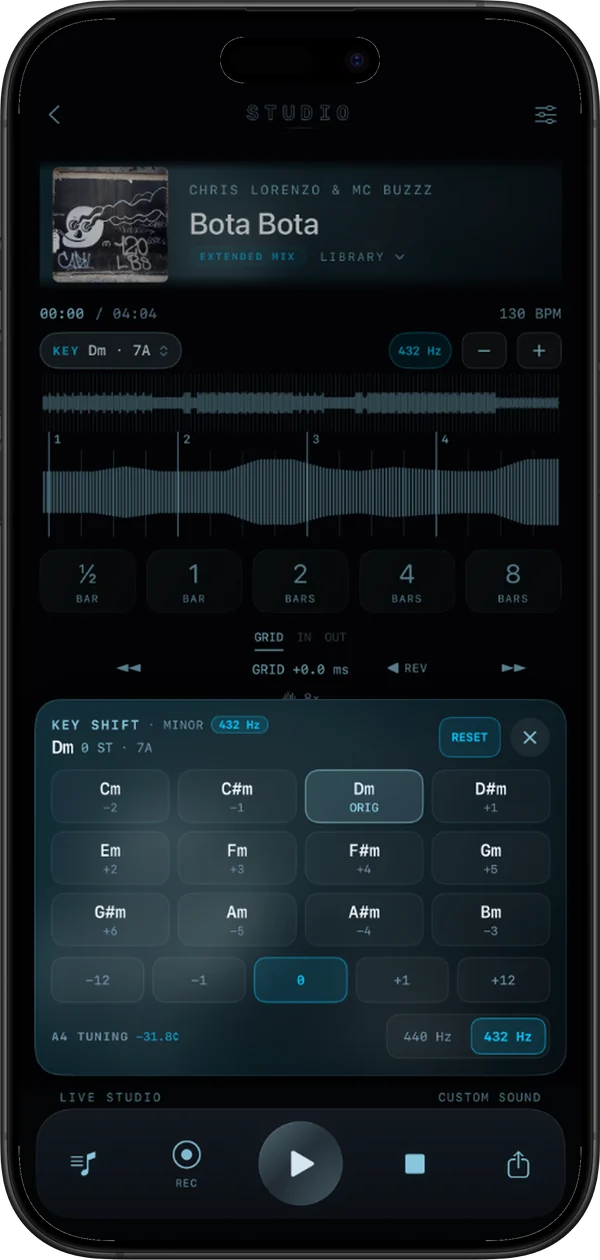 STUDIO
CHRIS LORENZO & MC BUZZZ
Bota Bota
EXTENDED MIX LIBRARY
00:00 / 04:04 130 BPM
KEY Dm · 7A 432 Hz − +
1 2 3 4
½ 1 2 4 8
BAR BAR BARS BARS BARS
GRID IN OUT
GRID +0.0 ms REV
8x
KEY SHIFT · MINOR 432 Hz
Dm 0 ST · 7A RESET
Cm C#m Dm D#m
−2 −1 ORIG +1
Em Fm F#m Gm
+2 +3 +4 +5
G#m Am A#m Bm
+6 −5 −4 −3
−12 −1 0 +1 +12
A4 TUNING −31.8¢ 440 Hz 432 Hz
LIVE STUDIO CUSTOM SOUND
REC